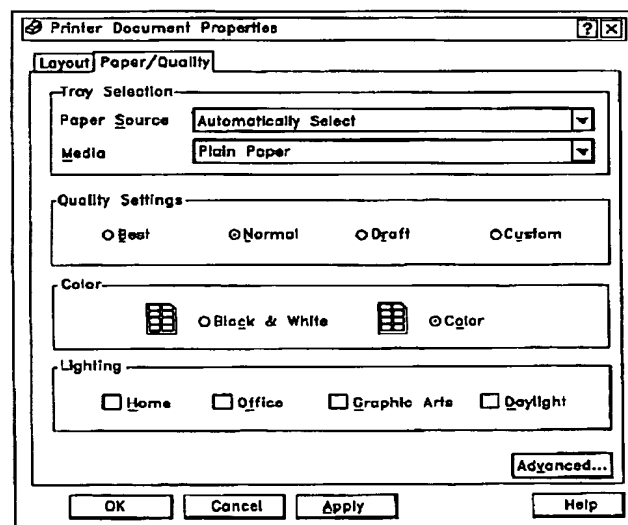 Printer Document Properties ? X
Layout Paper/Quality
Tray Selection
Paper Source Automatically Select
Media Plain Paper
Quality Settings
Best Normal Draft Custom
Color
Black & White Color
Lighting
Home Office Graphic Arts Daylight
Advanced...
OK Cancel Apply Help